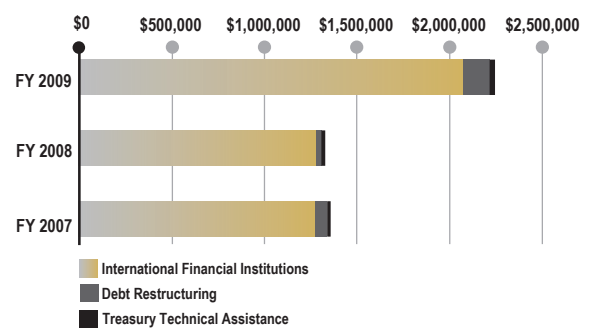 $0 $500,000 $1,000,000 $1,500,000 $2,000,000 $2,500,000
FY 2009
FY 2008
FY 2007
International Financial Institutions
Debt Restructuring
Treasury Technical Assistance